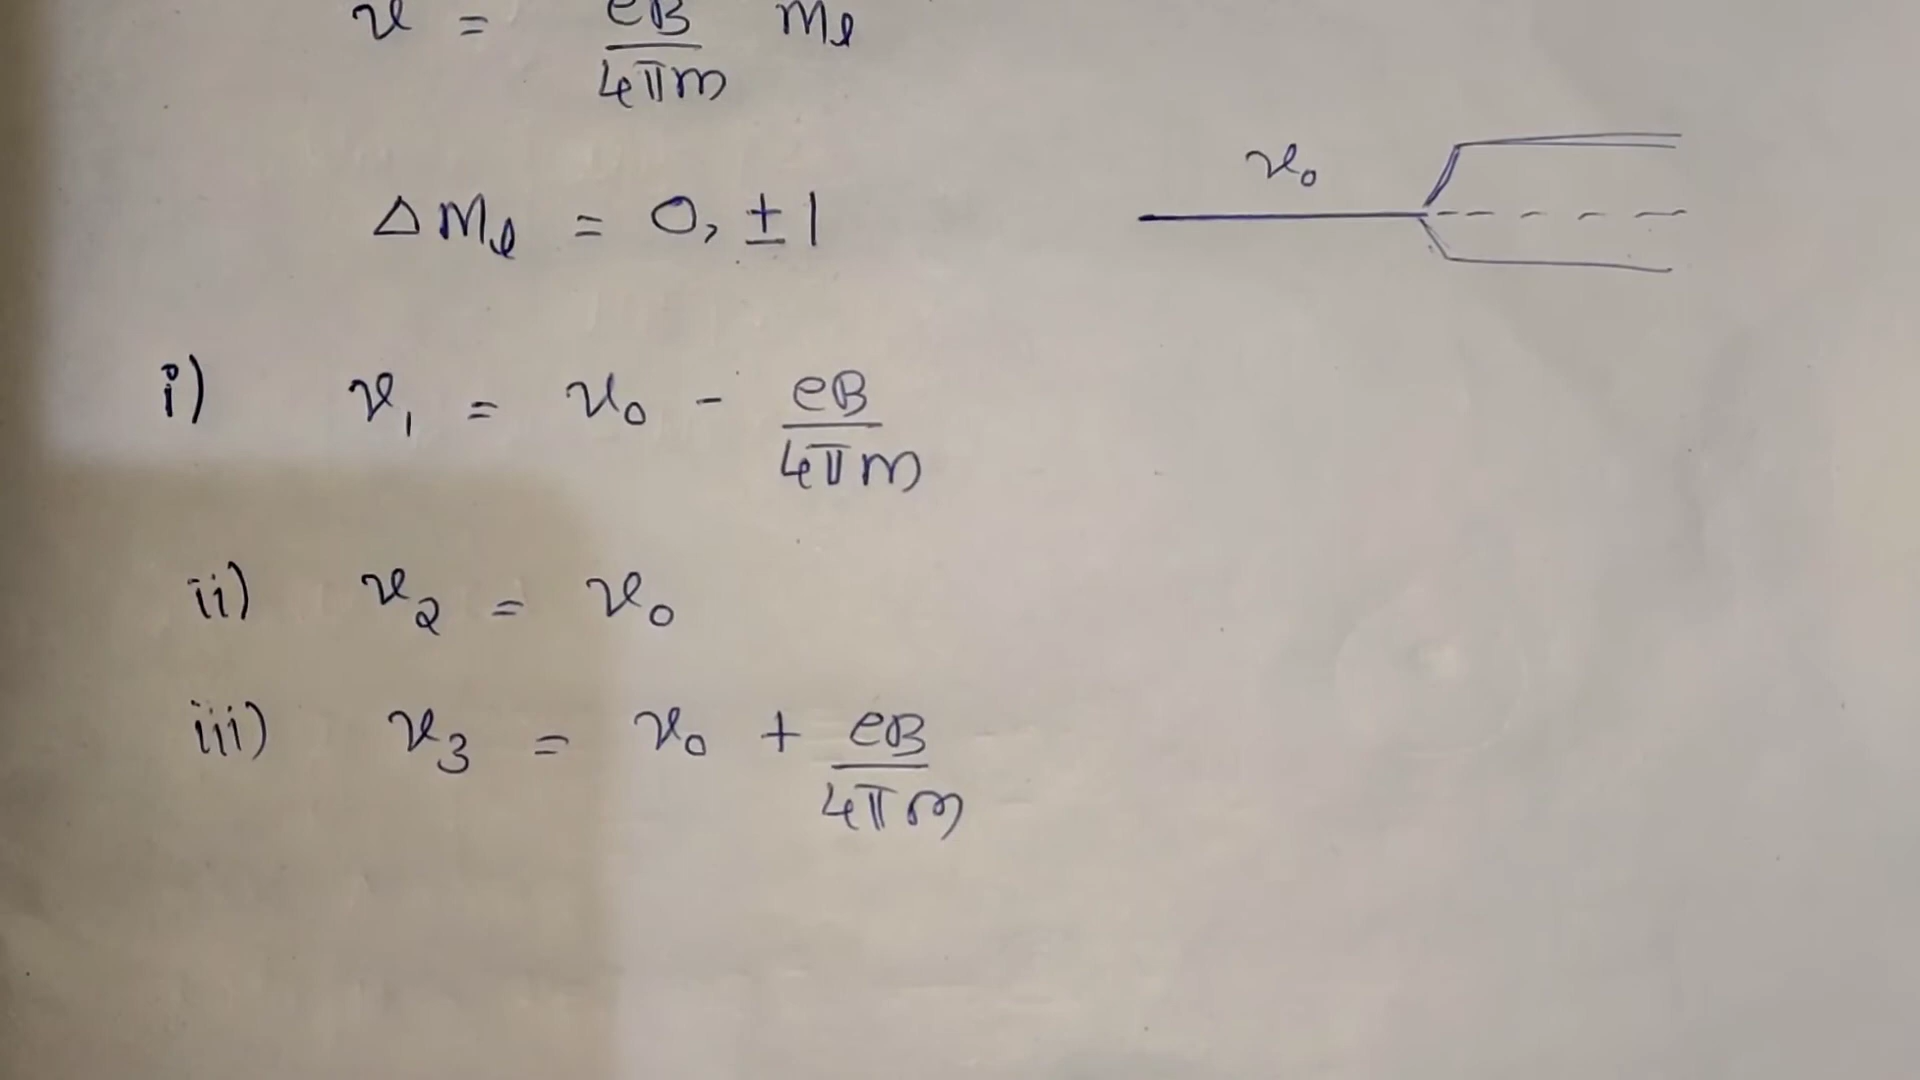 ν = eB/4πm mₗ
ν₀
Δmₗ = 0, ±1
i) ν₁ = ν₀ - eB/4πm
ii) ν₂ = ν₀
iii) ν₃ = ν₀ + eB/4πm